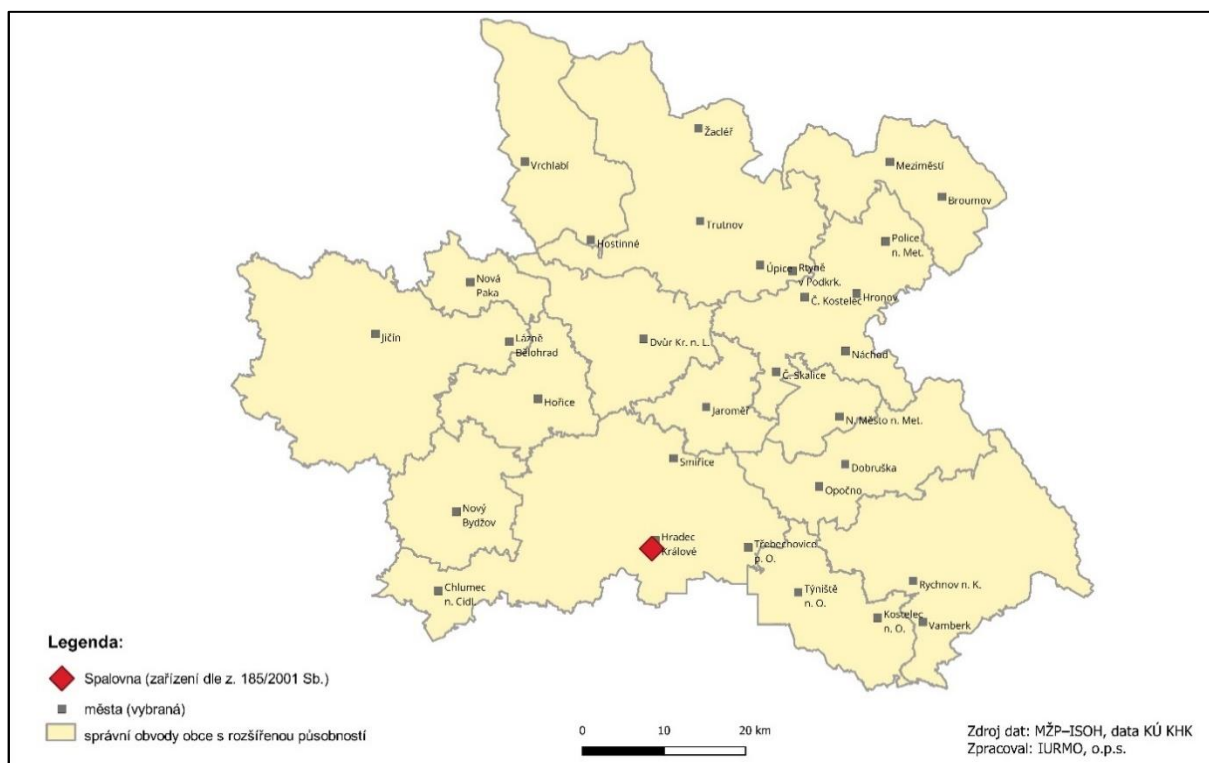 Žacléř
Vrchlabí
Meziměstí
Broumov
Trutnov
Police
n. Met.
Hostinné
Úpice
Rtyně
v Podkrk.
Nová
Paka
Č. Kostelec
Hronov
Jičín
Lázně
Bělohrad
Dvůr Kr. n. L.
Náchod
Č. Skalice
Hořice
Jaroměř
N. Město n. Met.
Smiřice
Dobruška
Opočno
Nový
Bydžov
Hradec
Králové
Třebechovice
p. O.
Chlumec
n. Cidl.
Týniště
n. O.
Rychnov n. K.
Kostelec
n. O.
Vamberk
Legenda:
Spalovna (zařízení dle z. 185/2001 Sb.)
města (vybraná)
správní obvody obce s rozšířenou působností
0 10 20 km
Zdroj dat: MŽP–ISOH, data KÚ KHK
Zpracoval: IURMO, o.p.s.